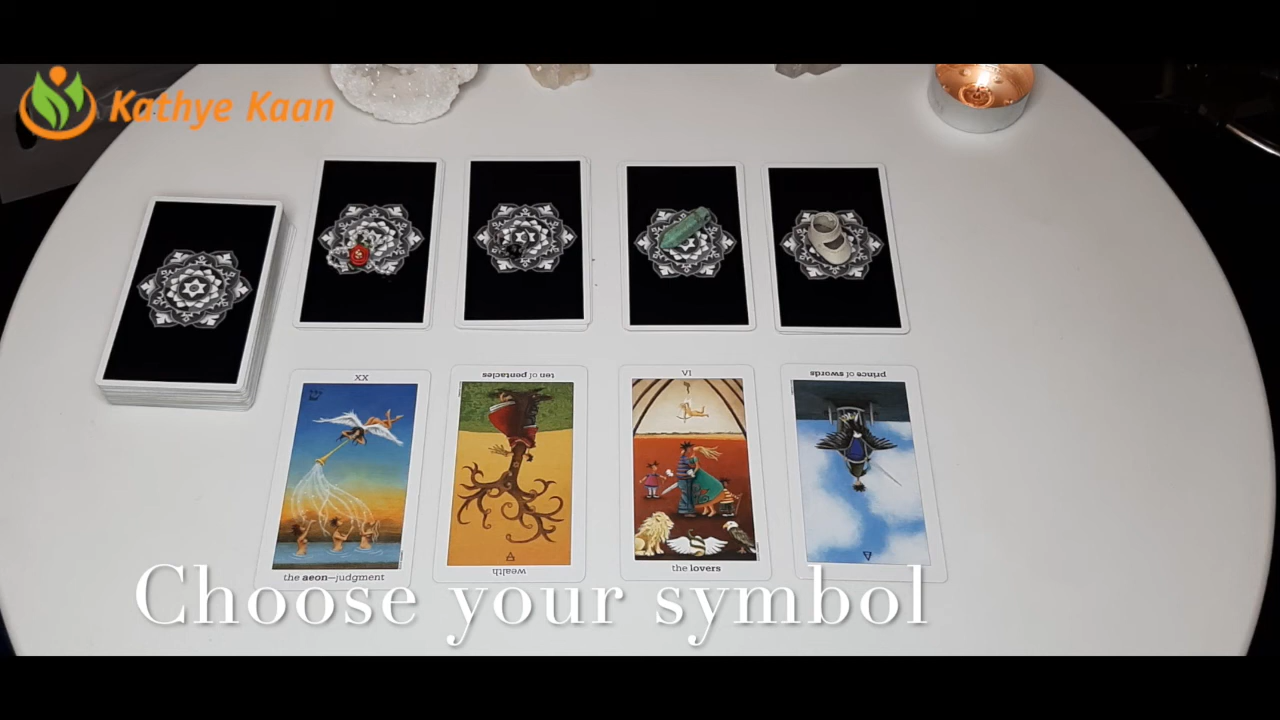 Kathye Kaan
XX
ten of pentacles
VI
prince of swords
the aeon—judgment
wealth
the lovers
Choose your symbol